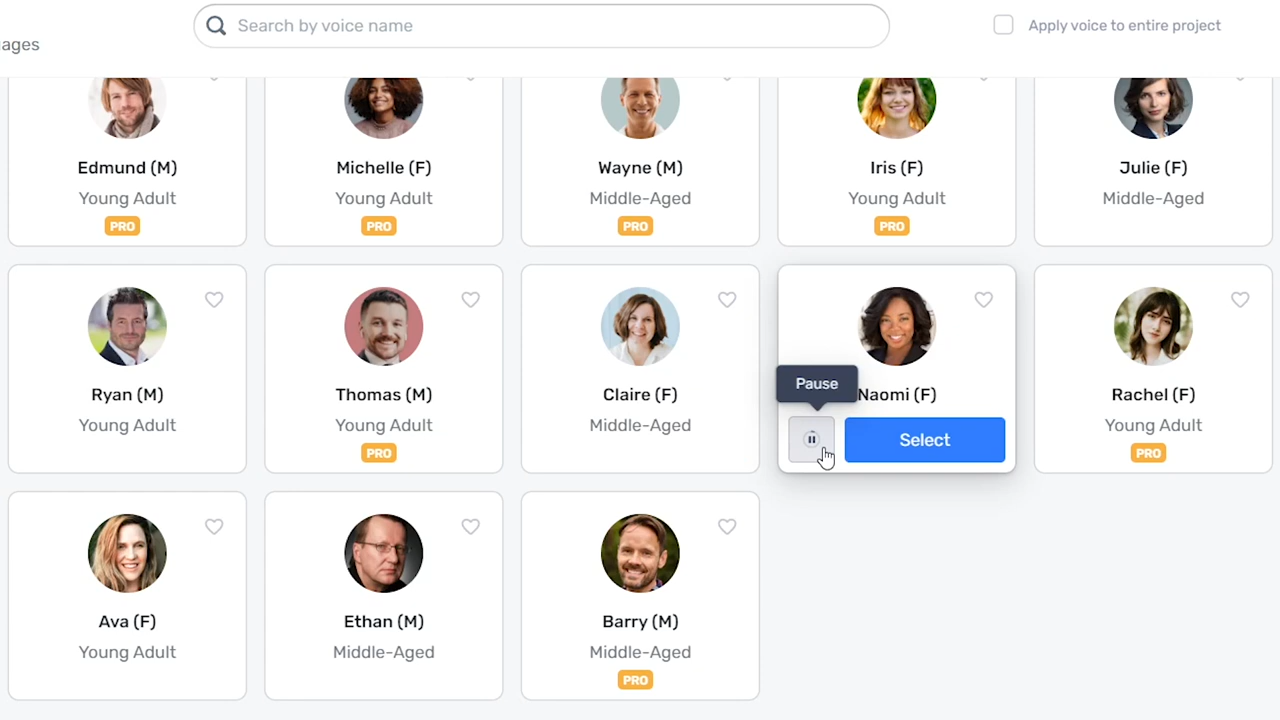 Search by voice name
Apply voice to entire project
ages
Edmund (M)
Young Adult
PRO
Michelle (F)
Young Adult
PRO
Wayne (M)
Middle-Aged
PRO
Iris (F)
Young Adult
PRO
Julie (F)
Middle-Aged
Ryan (M)
Young Adult
Thomas (M)
Young Adult
PRO
Claire (F)
Middle-Aged
Pause
Naomi (F)
Select
Rachel (F)
Young Adult
PRO
Ava (F)
Young Adult
Ethan (M)
Middle-Aged
Barry (M)
Middle-Aged
PRO